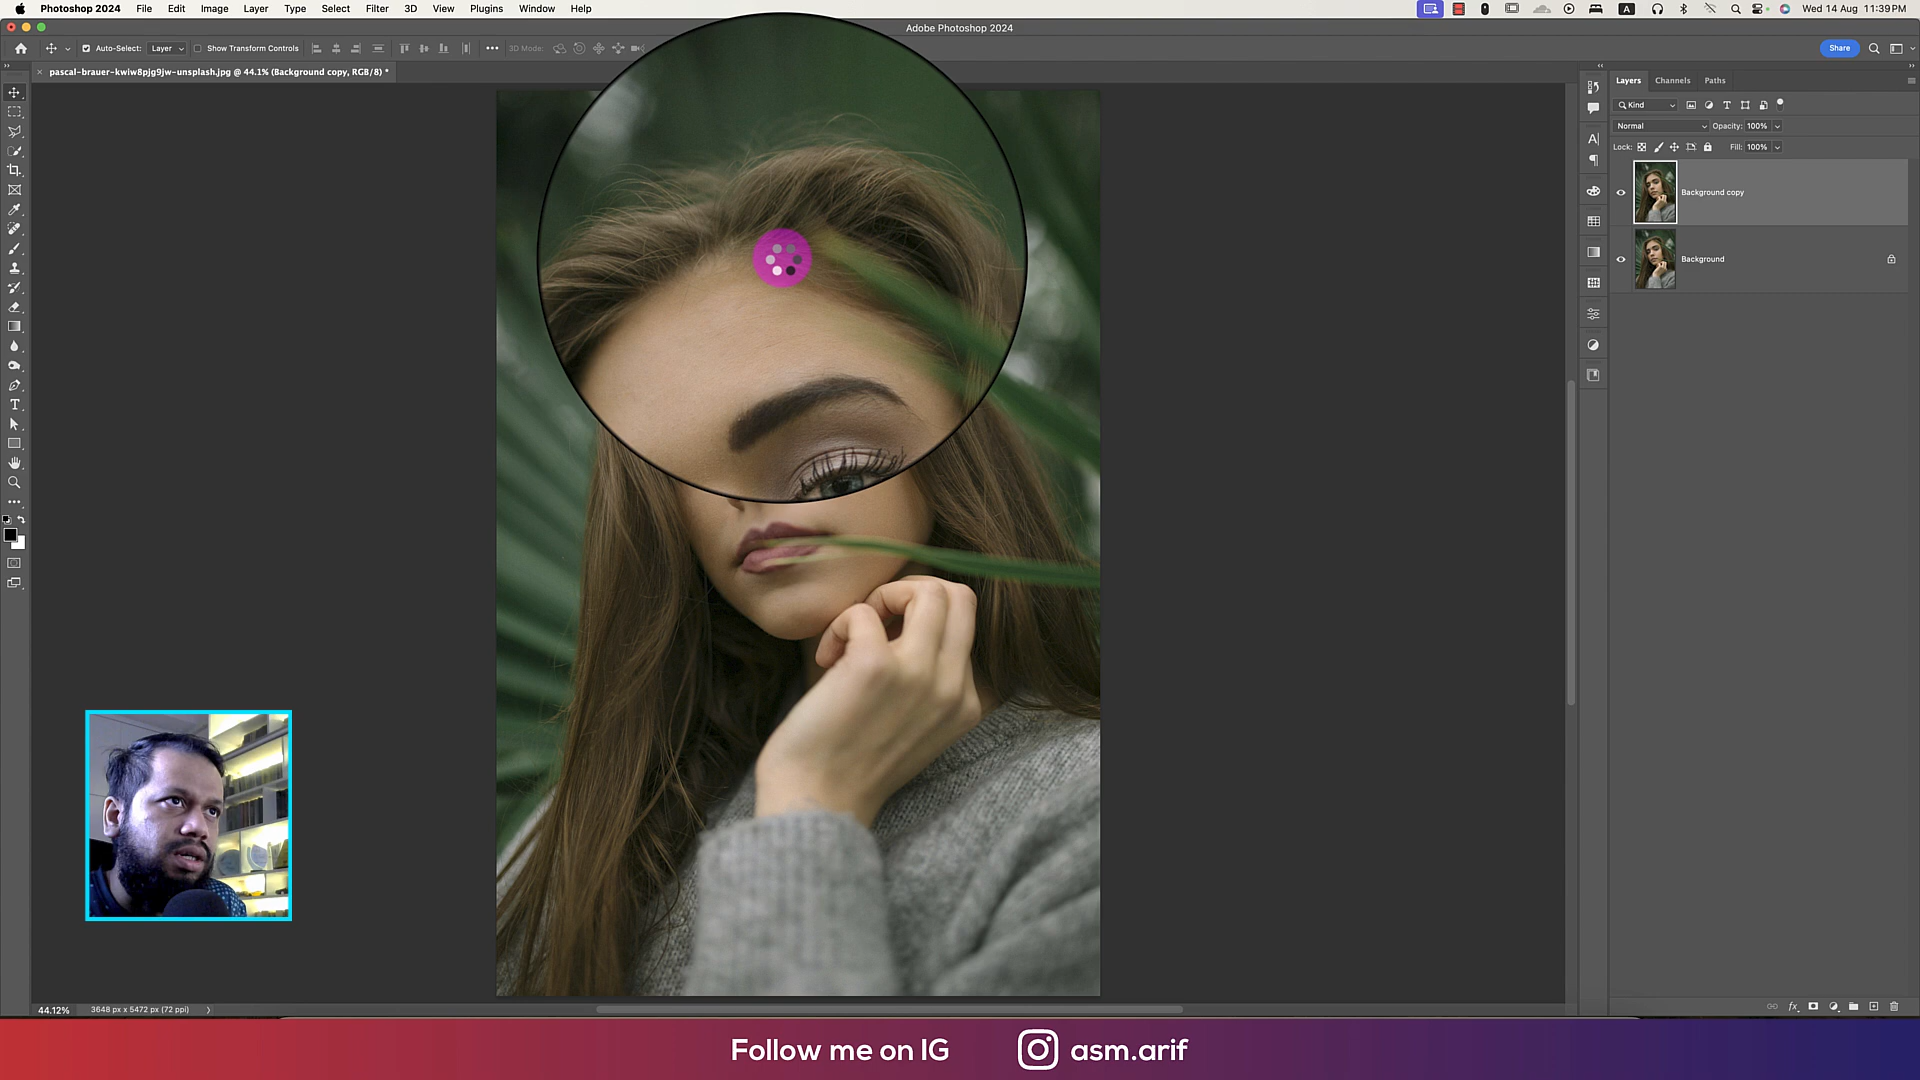 Photoshop 2024 File Edit Image Layer Type Select Filter 3D View Plugins Window Help
A Wed 14 Aug 11:39 PM
Adobe Photoshop 2024
Auto-Select: Layer Show Transform Controls
3D Mode:
Share
pascal-brauer-kwiw8pjg9jw-unsplash.jpg @ 44.1% (Background copy, RGB/8) *
Layers Channels Paths
Kind
Normal Opacity: 100%
Lock: Fill: 100%
Background copy
Background
44.12% 3648 px x 5472 px (72 ppi)
Follow me on IG asm.arif